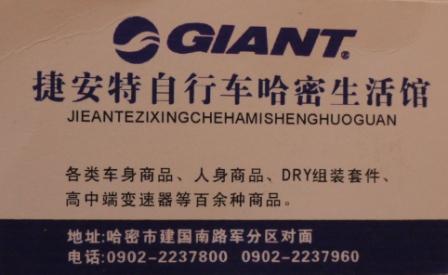 GIANT.
捷安特自行车哈密生活馆
JIEANTEZIXINGCHEHAMISHENGHUOGUAN
各类车身商品、人身商品、DRY组装套件、
高中端变速器等百余种商品。
地址:哈密市建国南路军分区对面
电话:0902-2237800 0902-2237960